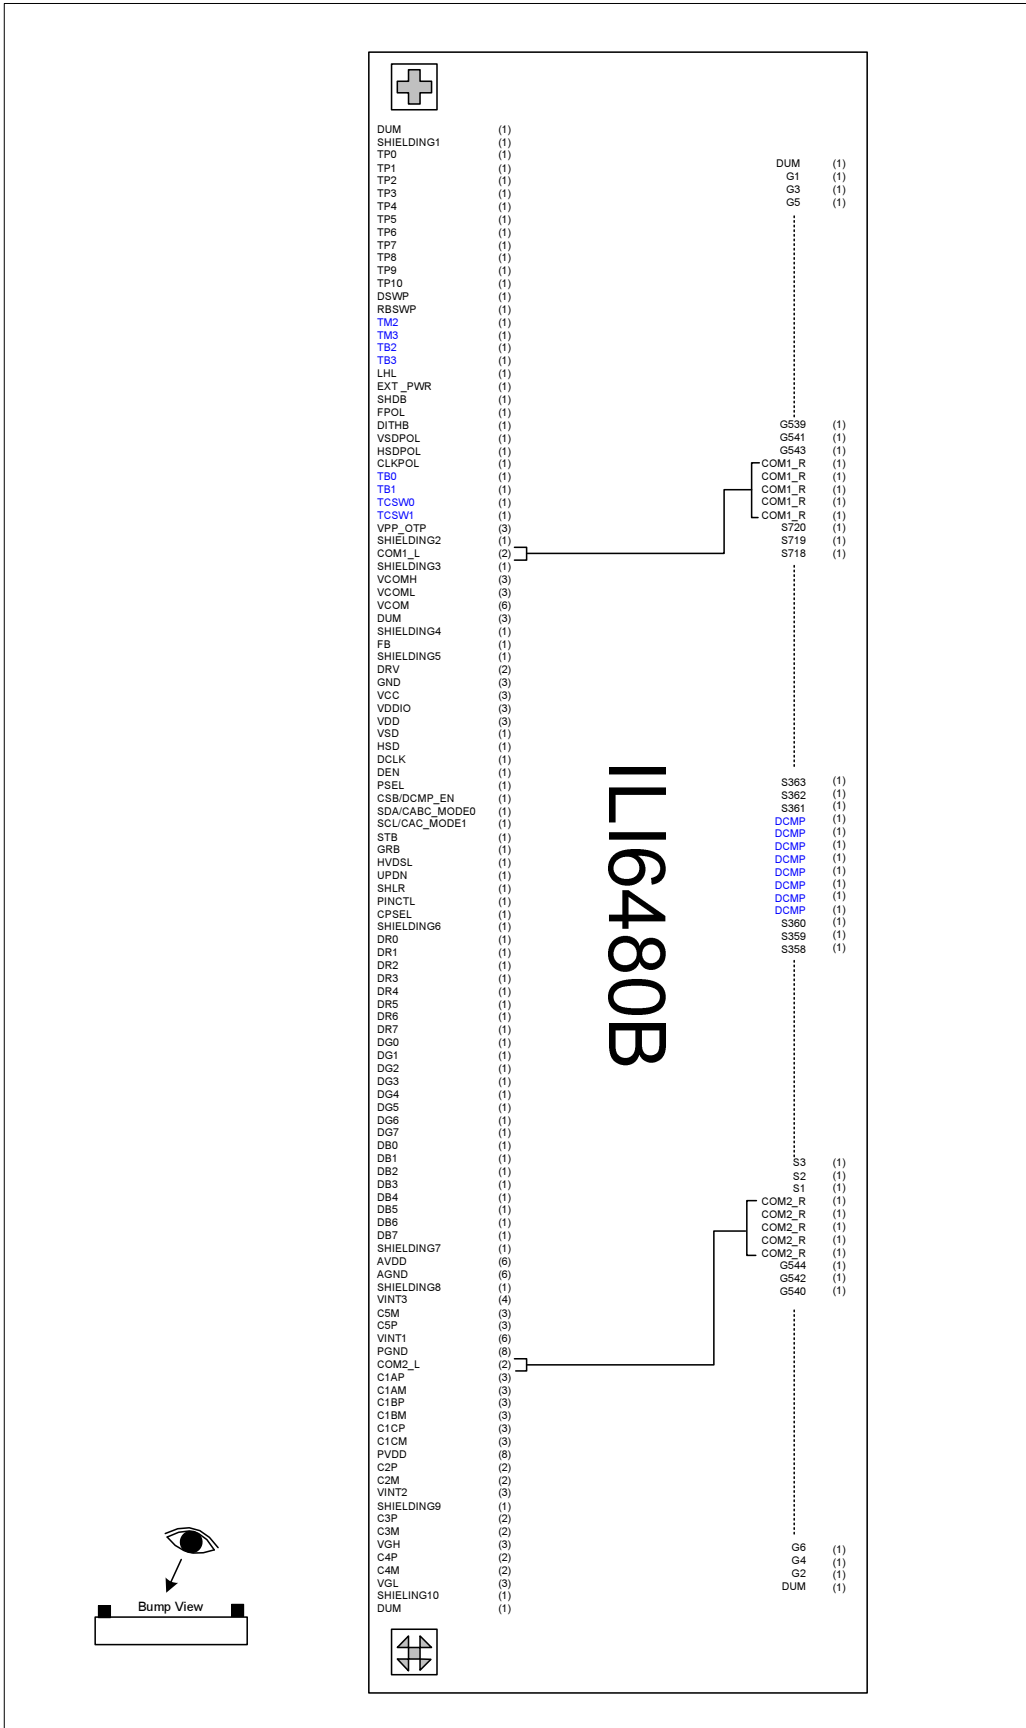 DUM (1)
SHIELDING1 (1)
TP0 (1)
TP1 (1)
TP2 (1)
TP3 (1)
TP4 (1)
TP5 (1)
TP6 (1)
TP7 (1)
TP8 (1)
TP9 (1)
TP10 (1)
DSWP (1)
RBSWP (1)
TM2 (1)
TM3 (1)
TB2 (1)
TB3 (1)
LHL (1)
EXT _PWR (1)
SHDB (1)
FPOL (1)
DITHB (1)
VSDPOL (1)
HSDPOL (1)
CLKPOL (1)
TB0 (1)
TB1 (1)
TCSW0 (1)
TCSW1 (1)
VPP_OTP (3)
SHIELDING2 (1)
COM1_L (2)
SHIELDING3 (1)
VCOMH (3)
VCOML (3)
VCOM (6)
DUM (3)
SHIELDING4 (1)
FB (1)
SHIELDING5 (1)
DRV (2)
GND (3)
VCC (3)
VDDIO (3)
VDD (3)
VSD (1)
HSD (1)
DCLK (1)
DEN (1)
PSEL (1)
CSB/DCMP_EN (1)
SDA/CABC_MODE0 (1)
SCL/CAC_MODE1 (1)
STB (1)
GRB (1)
HVDSL (1)
UPDN (1)
SHLR (1)
PINCTL (1)
CPSEL (1)
SHIELDING6 (1)
DR0 (1)
DR1 (1)
DR2 (1)
DR3 (1)
DR4 (1)
DR5 (1)
DR6 (1)
DR7 (1)
DG0 (1)
DG1 (1)
DG2 (1)
DG3 (1)
DG4 (1)
DG5 (1)
DG6 (1)
DG7 (1)
DB0 (1)
DB1 (1)
DB2 (1)
DB3 (1)
DB4 (1)
DB5 (1)
DB6 (1)
DB7 (1)
SHIELDING7 (1)
AVDD (6)
AGND (6)
SHIELDING8 (1)
VINT3 (4)
C5M (3)
C5P (3)
VINT1 (6)
PGND (8)
COM2_L (2)
C1AP (3)
C1AM (3)
C1BP (3)
C1BM (3)
C1CP (3)
C1CM (3)
PVDD (8)
C2P (2)
C2M (2)
VINT2 (3)
SHIELDING9 (1)
C3P (2)
C3M (2)
VGH (3)
C4P (2)
C4M (2)
VGL (3)
SHIELING10 (1)
DUM (1)
ILI6480B
DUM (1)
G1 (1)
G3 (1)
G5 (1)
G539 (1)
G541 (1)
G543 (1)
COM1_R (1)
COM1_R (1)
COM1_R (1)
COM1_R (1)
COM1_R (1)
S720 (1)
S719 (1)
S718 (1)
S363 (1)
S362 (1)
S361 (1)
DCMP (1)
DCMP (1)
DCMP (1)
DCMP (1)
DCMP (1)
DCMP (1)
DCMP (1)
DCMP (1)
S360 (1)
S359 (1)
S358 (1)
S3 (1)
S2 (1)
S1 (1)
COM2_R (1)
COM2_R (1)
COM2_R (1)
COM2_R (1)
COM2_R (1)
G544 (1)
G542 (1)
G540 (1)
G6 (1)
G4 (1)
G2 (1)
DUM (1)
Bump View